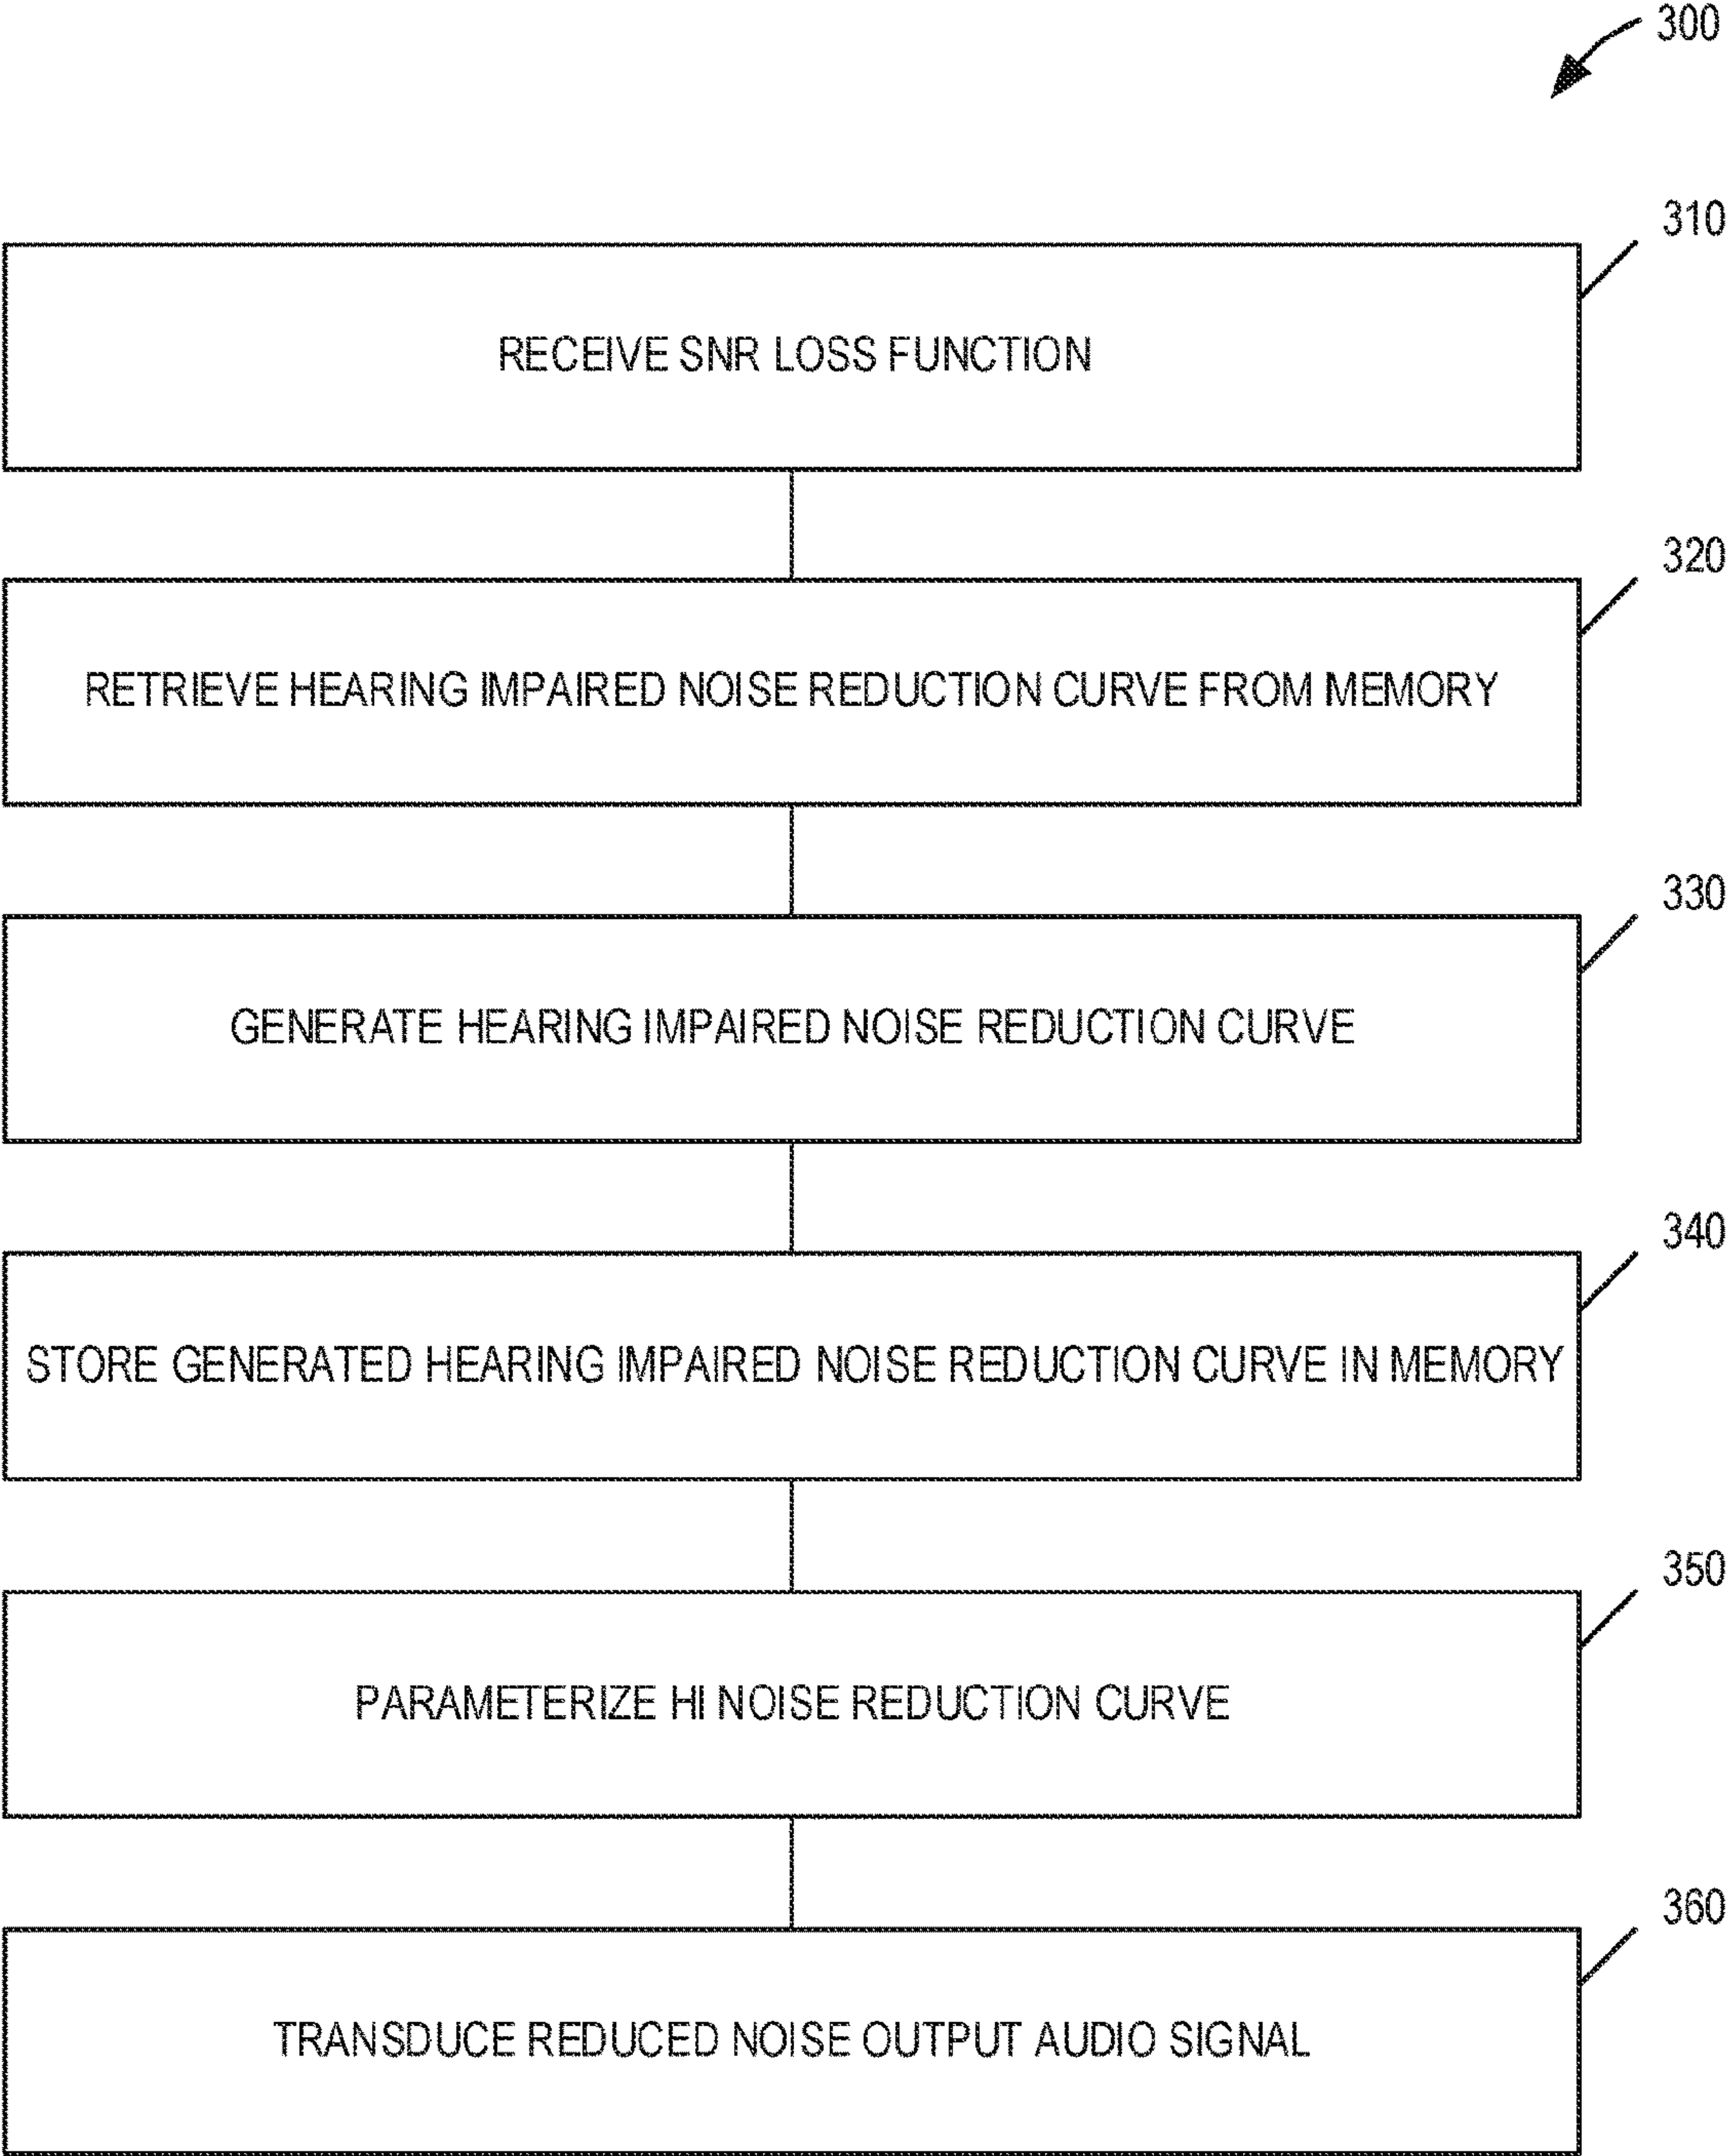 300
310
RECEIVE SNR LOSS FUNCTION
320
RETRIEVE HEARING IMPAIRED NOISE REDUCTION CURVE FROM MEMORY
330
GENERATE HEARING IMPAIRED NOISE REDUCTION CURVE
340
STORE GENERATED HEARING IMPAIRED NOISE REDUCTION CURVE IN MEMORY
350
PARAMETERIZE HI NOISE REDUCTION CURVE
360
TRANSDUCE REDUCED NOISE OUTPUT AUDIO SIGNAL